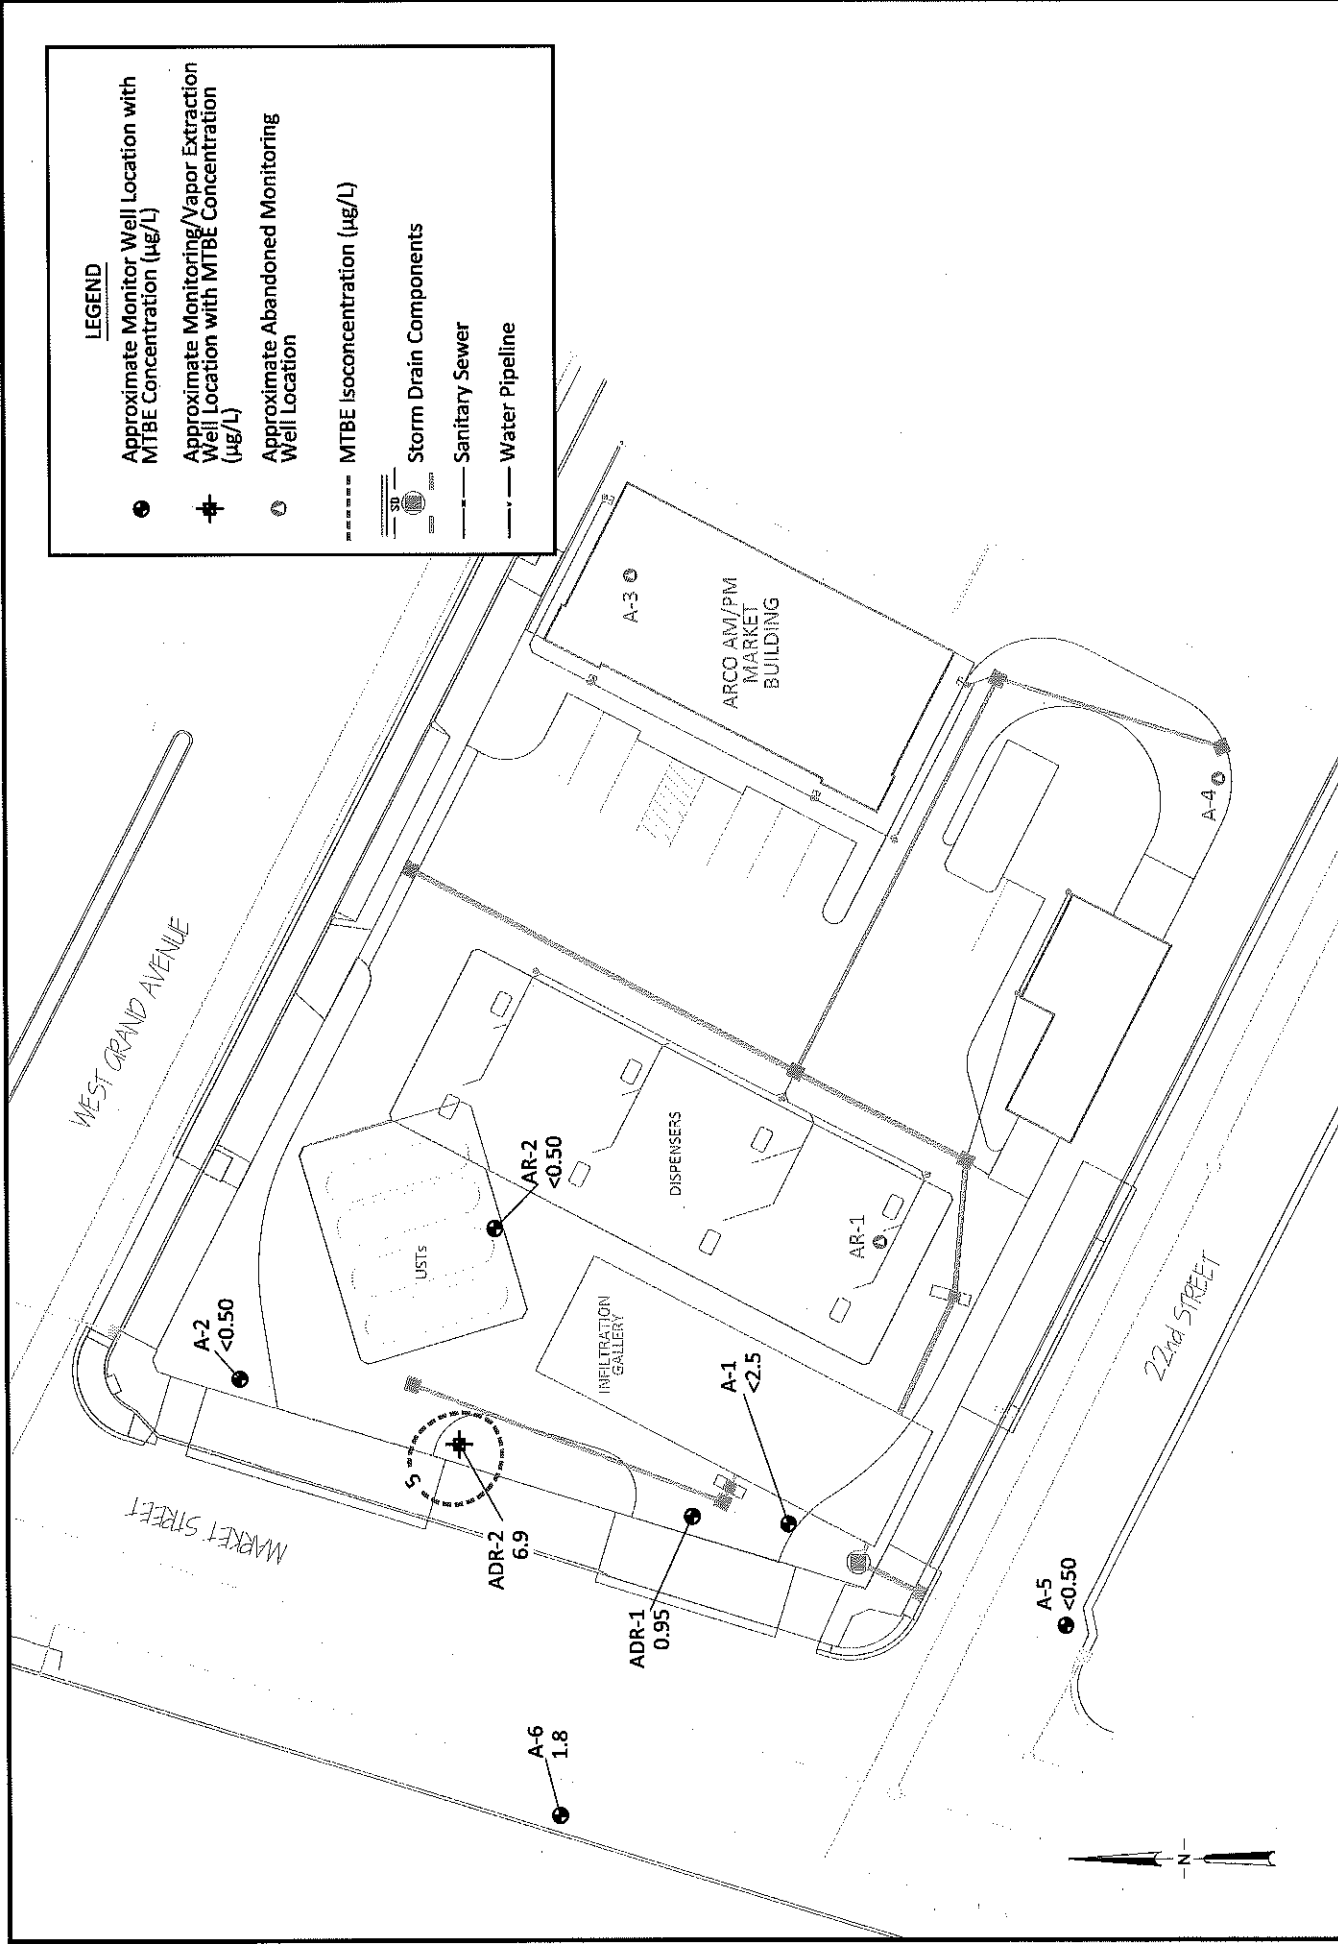 LEGEND
Approximate Monitor Well Location with
MTBE Concentration (µg/L)
Approximate Monitoring/Vapor Extraction
Well Location with MTBE Concentration
(µg/L)
Approximate Abandoned Monitoring
Well Location
MTBE Isoconcentration (µg/L)
SD
Storm Drain Components
Sanitary Sewer
Water Pipeline
WEST GRAND AVENUE
MARKET STREET
22nd STREET
A-3
ARCO AM/PM
MARKET
BUILDING
A-4
USTs
AR-2
<0.50
DISPENSERS
AR-1
INFILTRATION
GALLERY
A-2
<0.50
A-1
<2.5
5
ADR-2
6.9
ADR-1
0.95
A-6
1.8
A-5
<0.50
N